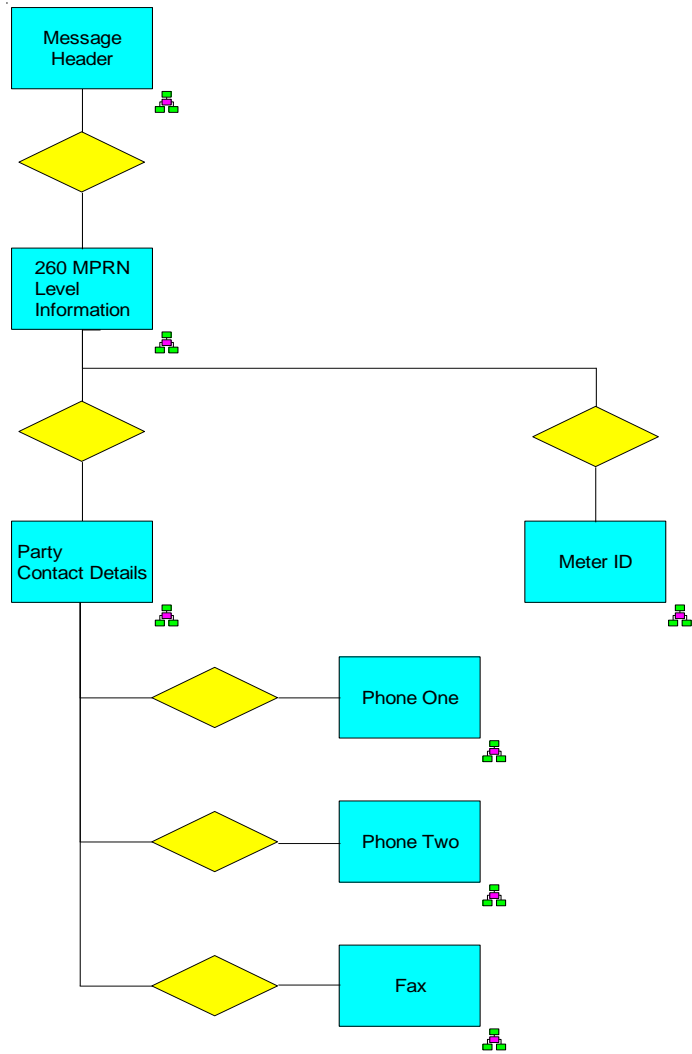 Message
Header
260 MPRN
Level
Information
Party
Contact Details
Meter ID
Phone One
Phone Two
Fax